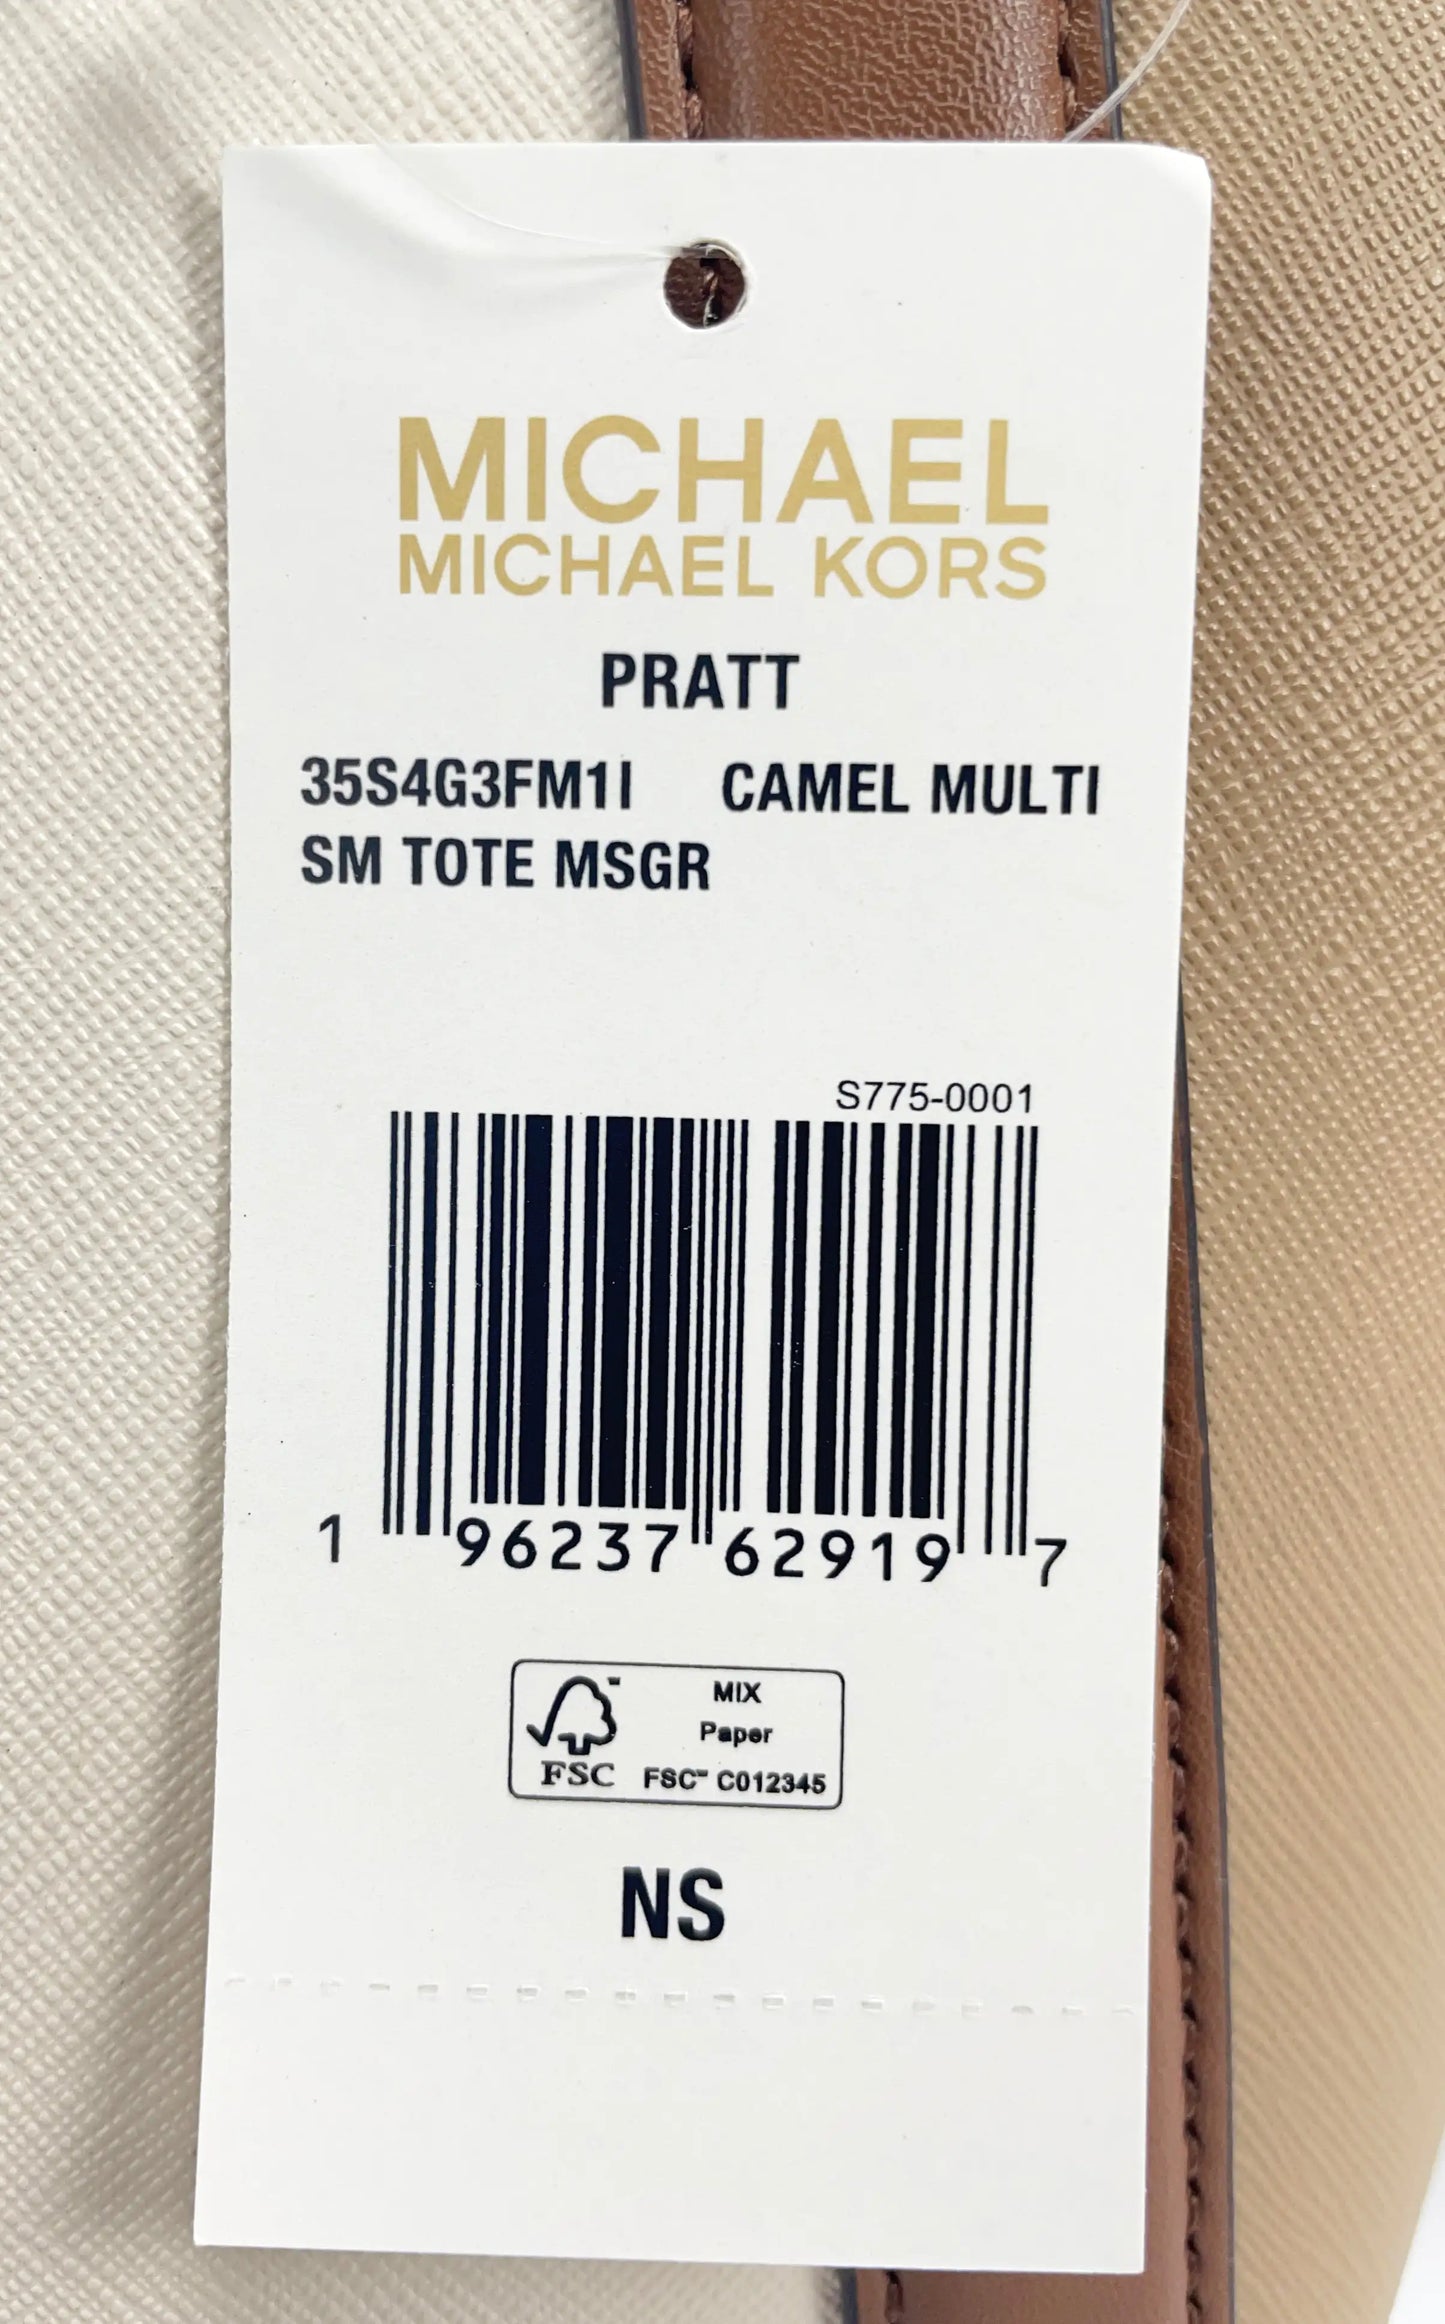 MICHAEL
MICHAEL KORS
PRATT
35S4G3FM1I CAMEL MULTI
SM TOTE MSGR
S775-0001
1 96237 62919 7
MIX
Paper
FSC™ C012345
FSC™
NS